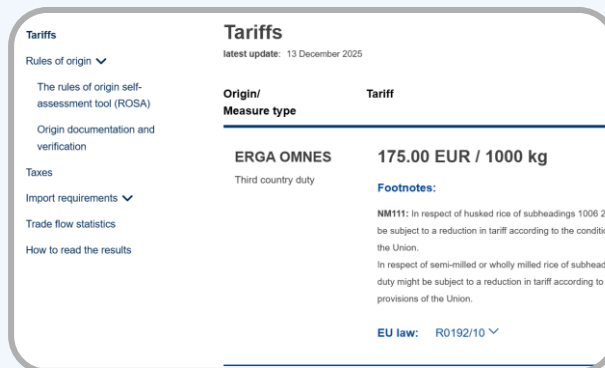 Tariffs
Rules of origin
The rules of origin self-
assessment tool (ROSA)
Origin documentation and
verification
Taxes
Import requirements
Trade flow statistics
How to read the results
Tariffs
latest update: 13 December 2025
Origin/
Measure type
Tariff
ERGA OMNES
Third country duty
175.00 EUR / 1000 kg
Footnotes:
NM111: In respect of husked rice of subheadings 1006 2
be subject to a reduction in tariff according to the conditio
the Union.
In respect of semi-milled or wholly milled rice of subhead
duty might be subject to a reduction in tariff according to
provisions of the Union.
EU law: R0192/10